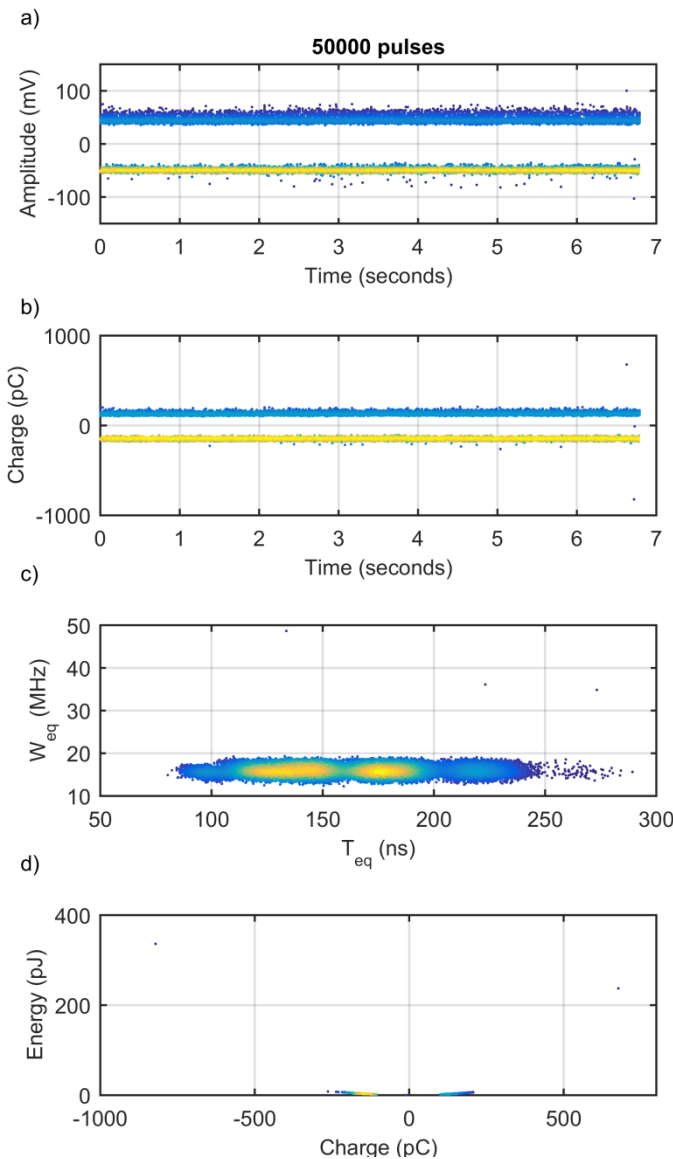 a)
50000 pulses
Amplitude (mV)
100
0
-100
0 1 2 3 4 5 6 7
Time (seconds)
b)
Charge (pC)
1000
0
-1000
0 1 2 3 4 5 6 7
Time (seconds)
c)
W_eq (MHz)
50
40
30
20
10
50 100 150 200 250 300
T_eq (ns)
d)
Energy (pJ)
400
200
0
-1000 -500 0 500
Charge (pC)